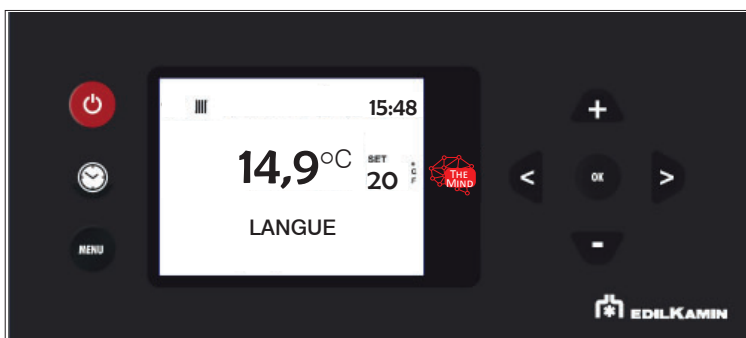 15:48
14,9°C
SET
20
°C
F
LANGUE
THE
MIND
MENU
<
OK
>
+
-
EDILKAMIN